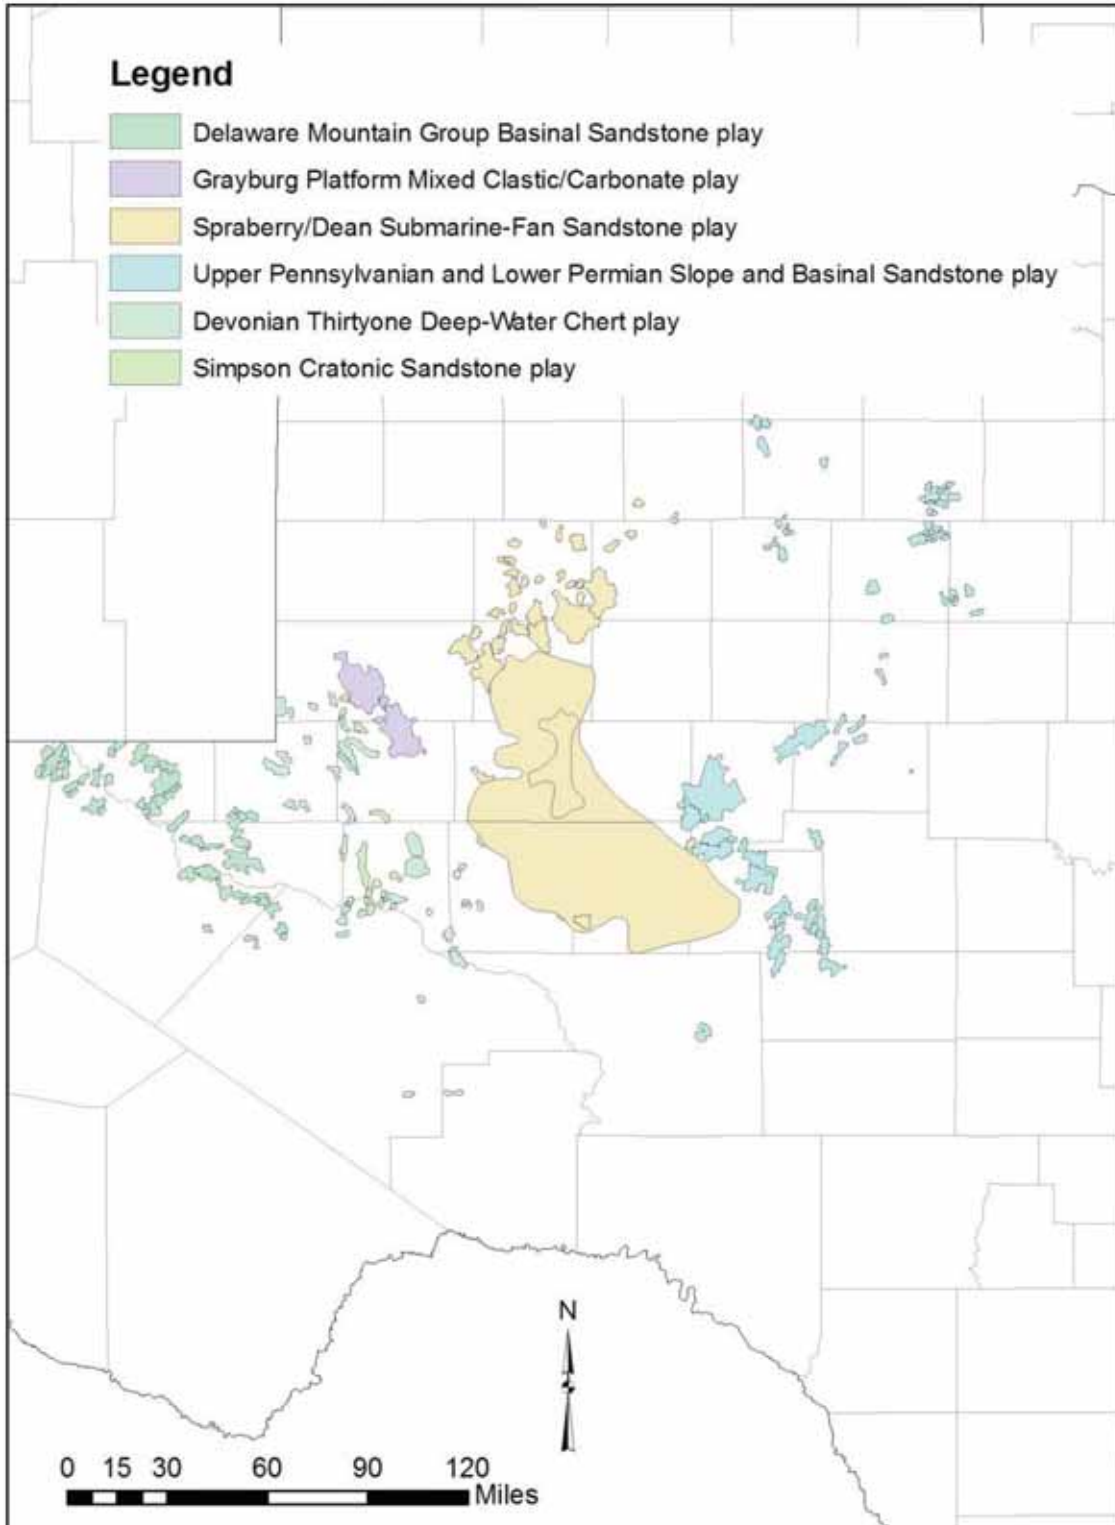 Legend
Delaware Mountain Group Basinal Sandstone play
Grayburg Platform Mixed Clastic/Carbonate play
Spraberry/Dean Submarine-Fan Sandstone play
Upper Pennsylvanian and Lower Permian Slope and Basinal Sandstone play
Devonian Thirtyone Deep-Water Chert play
Simpson Cratonic Sandstone play
N
0 15 30 60 90 120
Miles